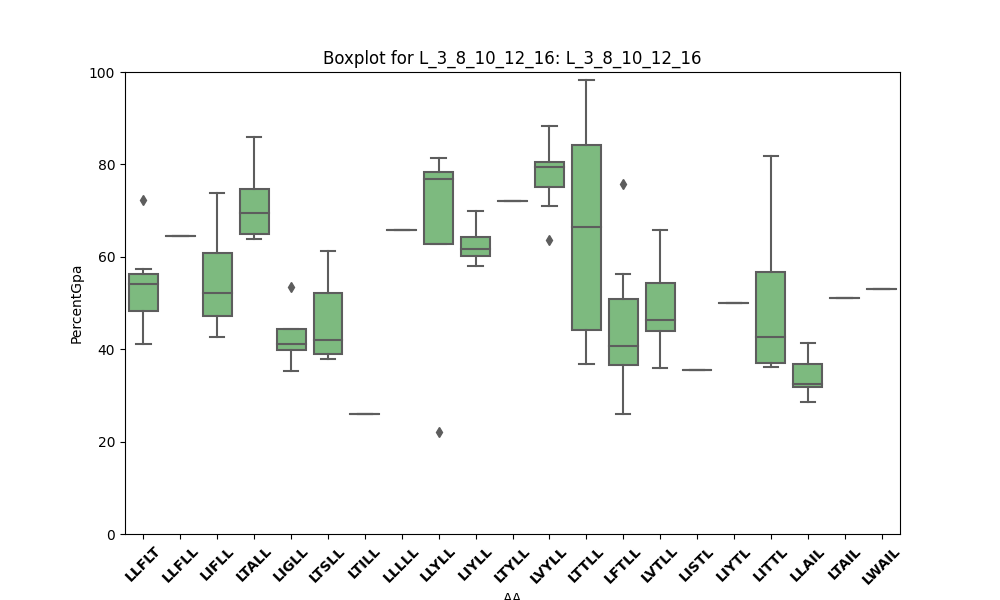 Boxplot for L_3_8_10_12_16: L_3_8_10_12_16
PercentGpa
100
80
60
40
20
0
LLFLT
LLFLL
LIFLL
LTALL
LIGLL
LTSLL
LTILL
LLLLL
LLYLL
LIYLL
LTYLL
LVYLL
LTTLL
LFTLL
LVTLL
LISTL
LIYTL
LITTL
LLAIL
LTAIL
LWAIL
AA